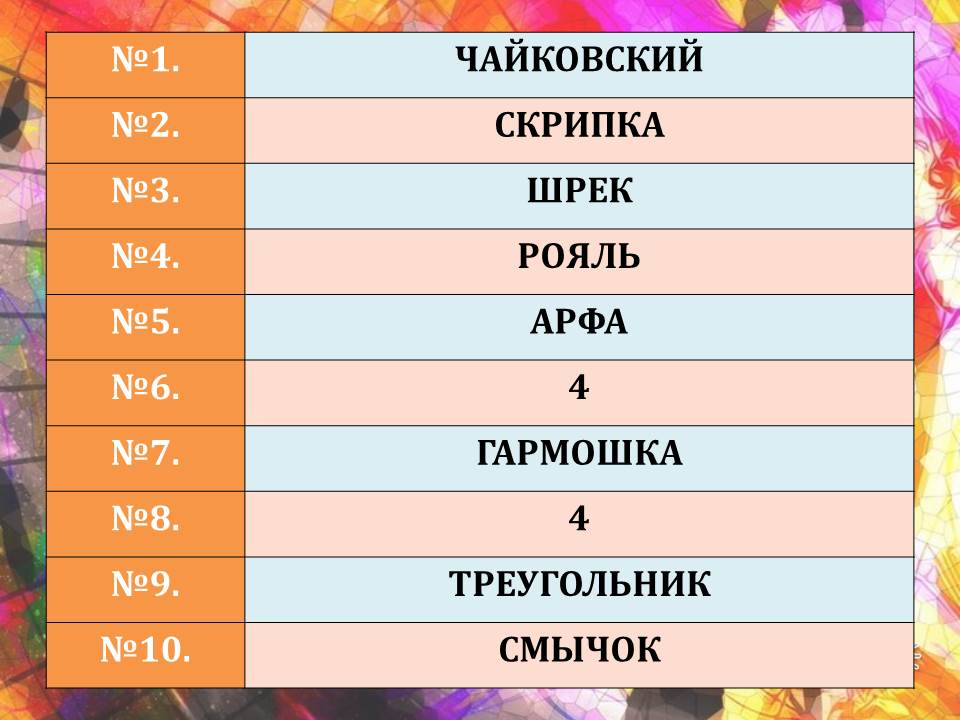 №1. ЧАЙКОВСКИЙ
№2. СКРИПКА
№3. ШРЕК
№4. РОЯЛЬ
№5. АРФА
№6. 4
№7. ГАРМОШКА
№8. 4
№9. ТРЕУГОЛЬНИК
№10. СМЫЧОК